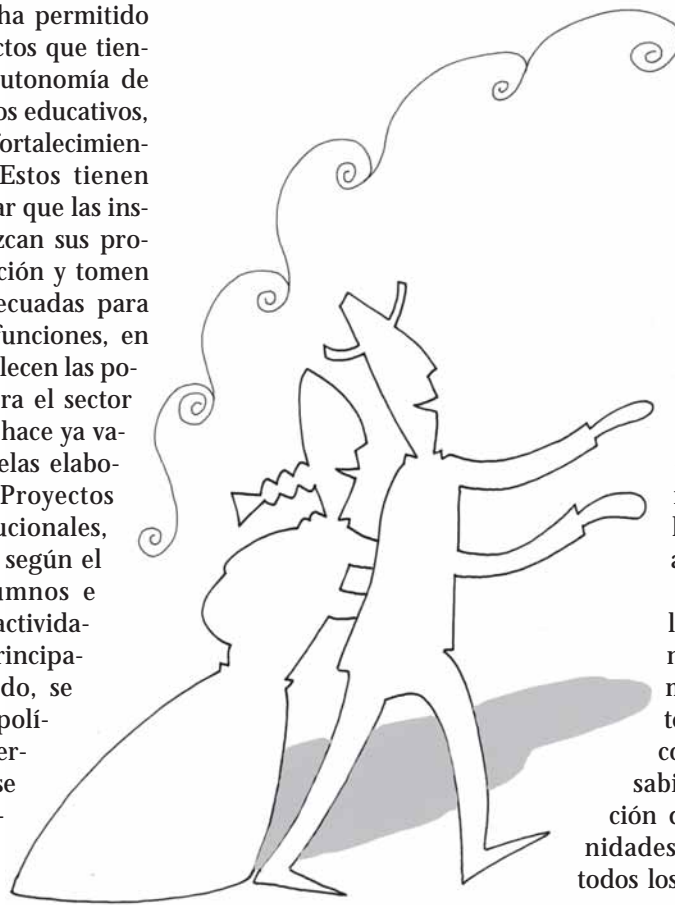 ha permitido
ctos que tien-
utonomía de
os educativos,
fortalecimien-
Estos tienen
ar que las ins-
zcan sus pro-
ción y tomen
ecuadas para
funciones, en
lecen las po-
ra el sector
hace ya va-
elas elabo-
Proyectos
ucionales,
según el
umnos e
activida-
rincipa-
do, se
polí-
er-
se
-
l
n
n
t
c
sabi
ción d
nidades
todos los